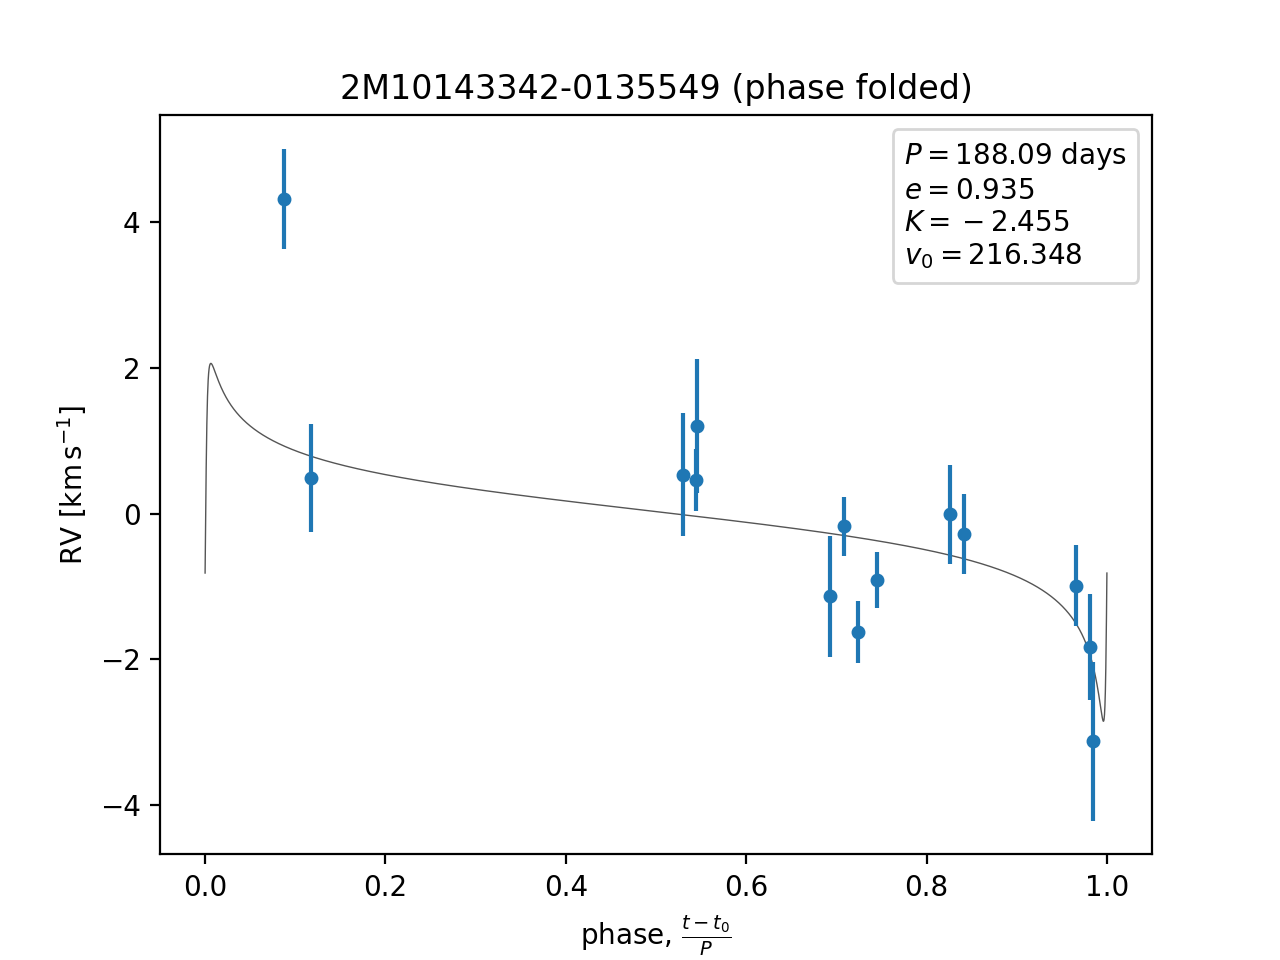 2M10143342-0135549 (phase folded)
P = 188.09 days
e = 0.935
K = −2.455
v₀ = 216.348
4
2
0
−2
−4
RV [km s⁻¹]
0.0 0.2 0.4 0.6 0.8 1.0
phase, (t − t₀)/P